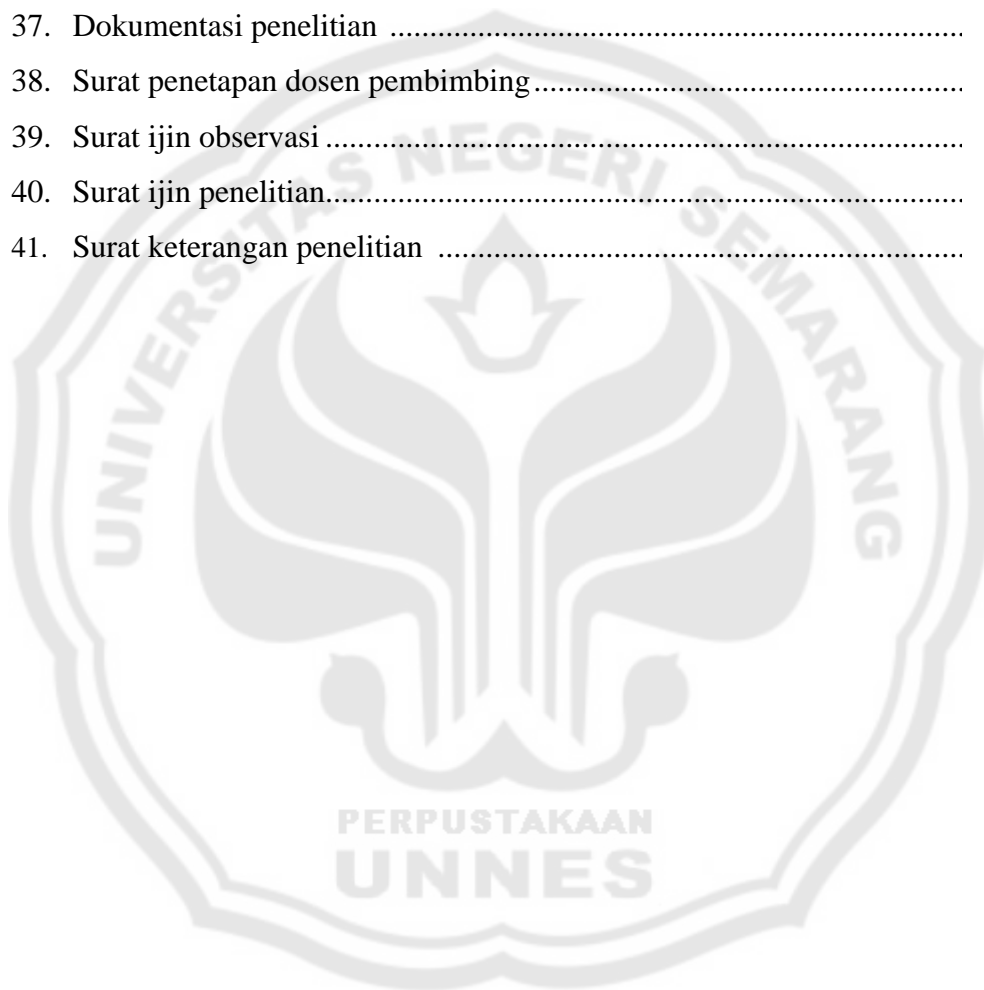 37. Dokumentasi penelitian ........................................................................
38. Surat penetapan dosen pembimbing ......................................................
39. Surat ijin observasi ................................................................................
40. Surat ijin penelitian................................................................................
41. Surat keterangan penelitian ..................................................................
UNIVERSITAS NEGERI SEMARANG
PERPUSTAKAAN
UNNES